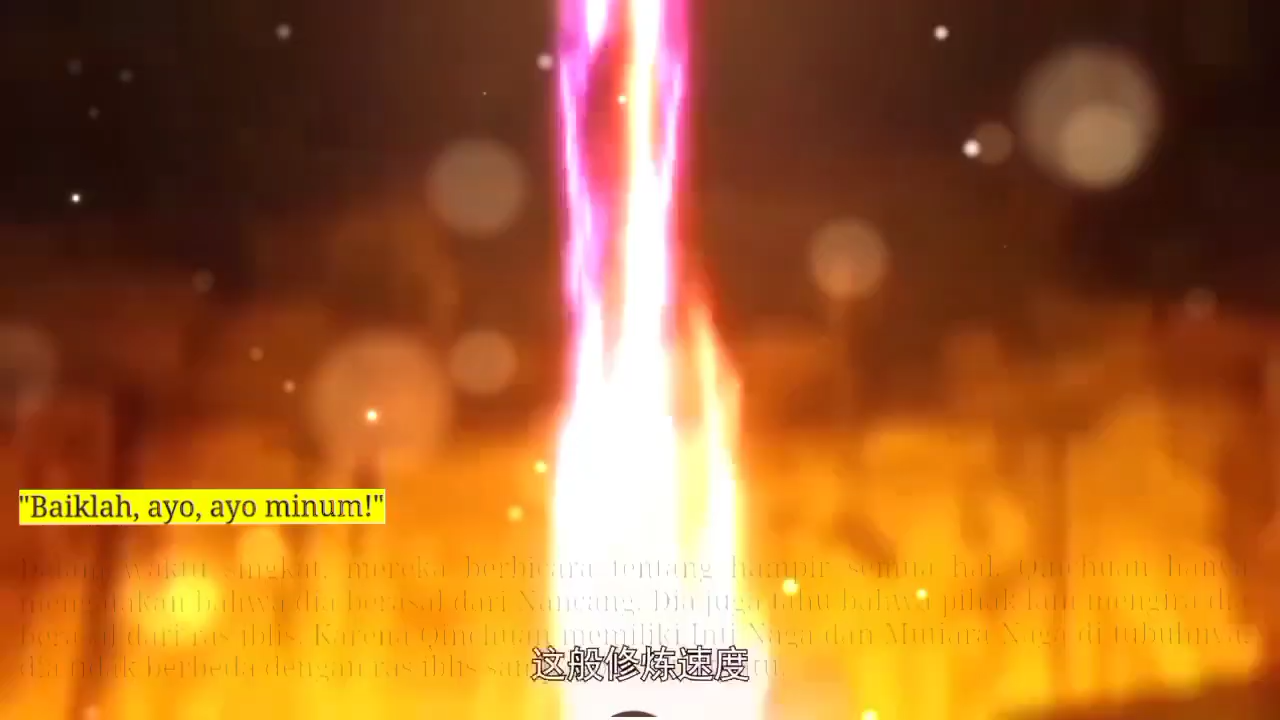 "Baiklah, ayo, ayo minum!"
Dalam waktu singkat, mereka berbicara tentang hampir semua hal. Qinchuan hanya
mengatakan bahwa dia berasal dari Nancang. Dia juga tahu bahwa pihak lain mengira dia
berasal dari ras iblis. Karena Qinchuan memiliki Inti Naga dan Mutiara Naga di tubuhnya,
dia tidak berbeda dengan ras iblis
这般修炼速度